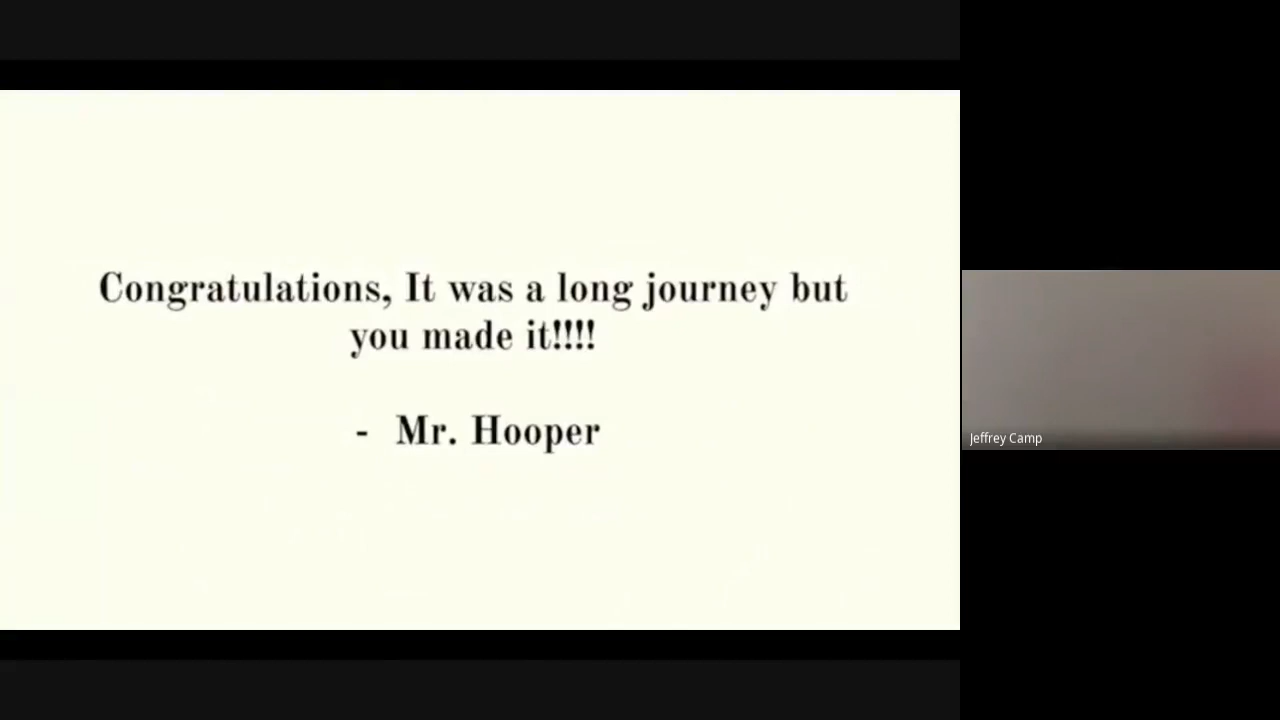 Congratulations, It was a long journey but
you made it!!!!
- Mr. Hooper
Jeffrey Camp